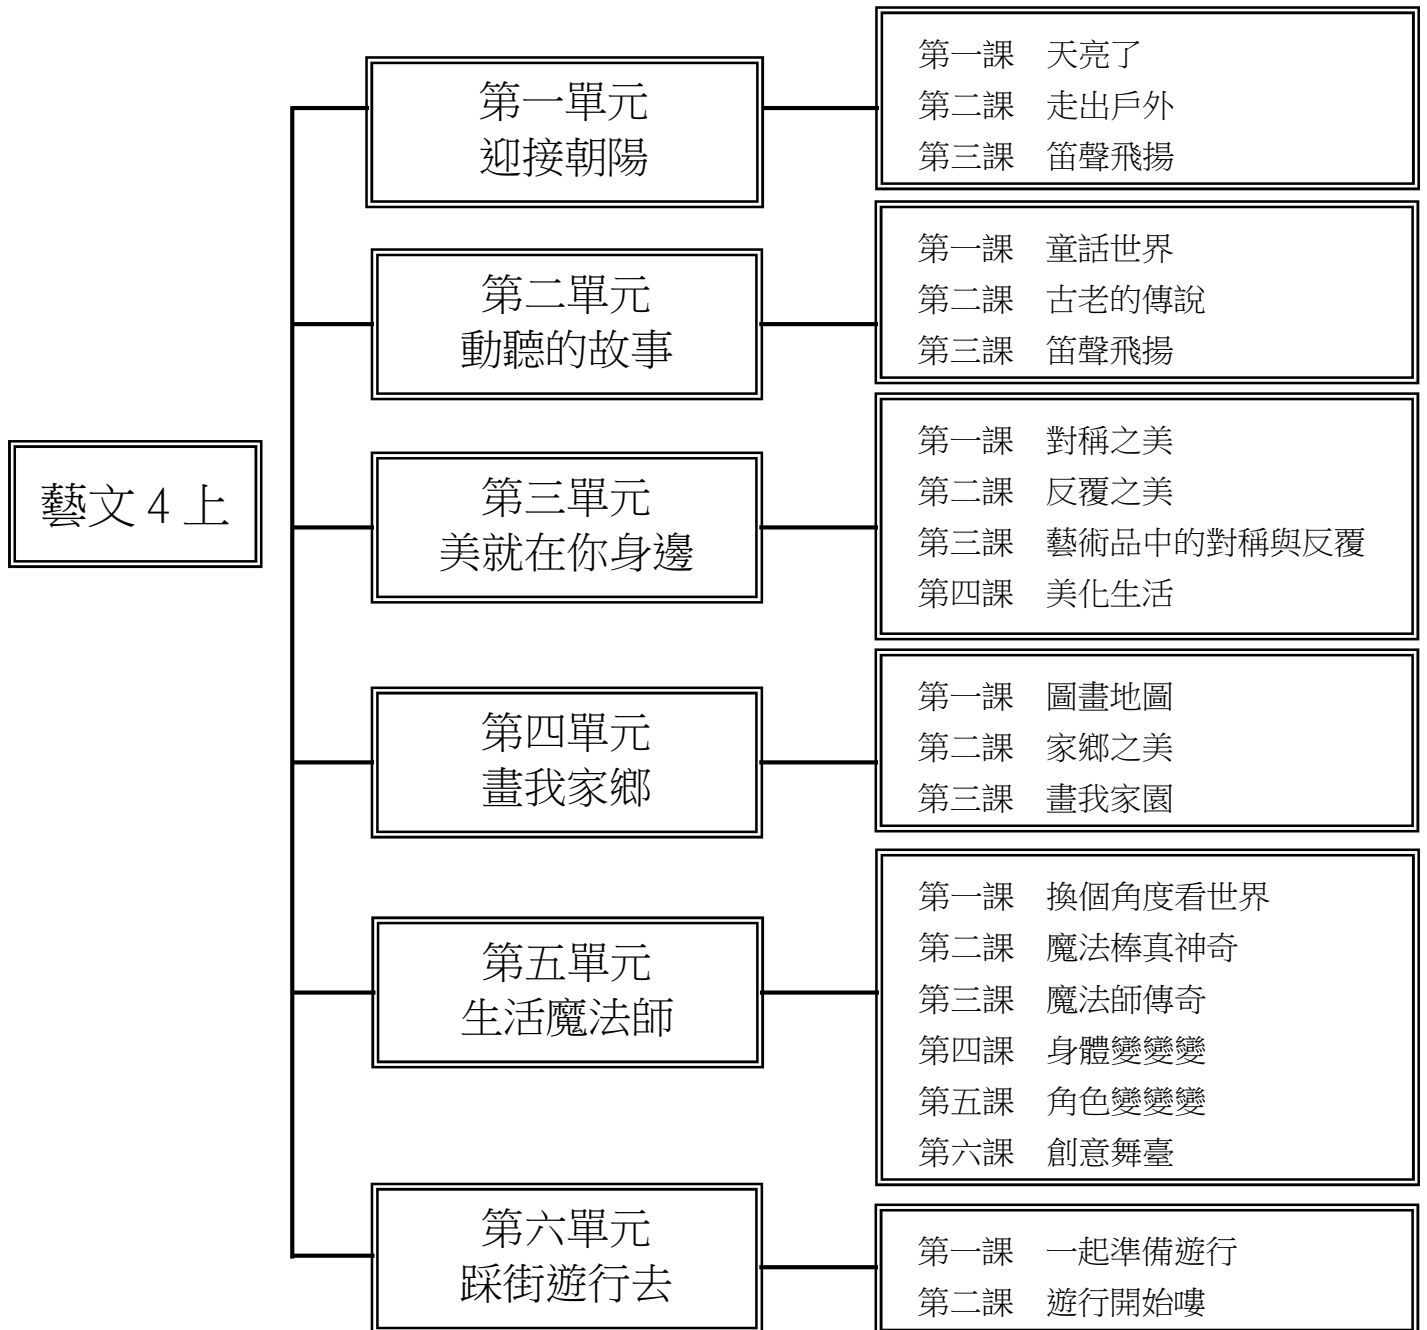 藝文 4 上
第一單元
迎接朝陽
第一課 天亮了
第二課 走出戶外
第三課 笛聲飛揚
第二單元
動聽的故事
第一課 童話世界
第二課 古老的傳說
第三課 笛聲飛揚
第三單元
美就在你身邊
第一課 對稱之美
第二課 反覆之美
第三課 藝術品中的對稱與反覆
第四課 美化生活
第四單元
畫我家鄉
第一課 圖畫地圖
第二課 家鄉之美
第三課 畫我家園
第五單元
生活魔法師
第一課 換個角度看世界
第二課 魔法棒真神奇
第三課 魔法師傳奇
第四課 身體變變變
第五課 角色變變變
第六課 創意舞臺
第六單元
踩街遊行去
第一課 一起準備遊行
第二課 遊行開始嘍